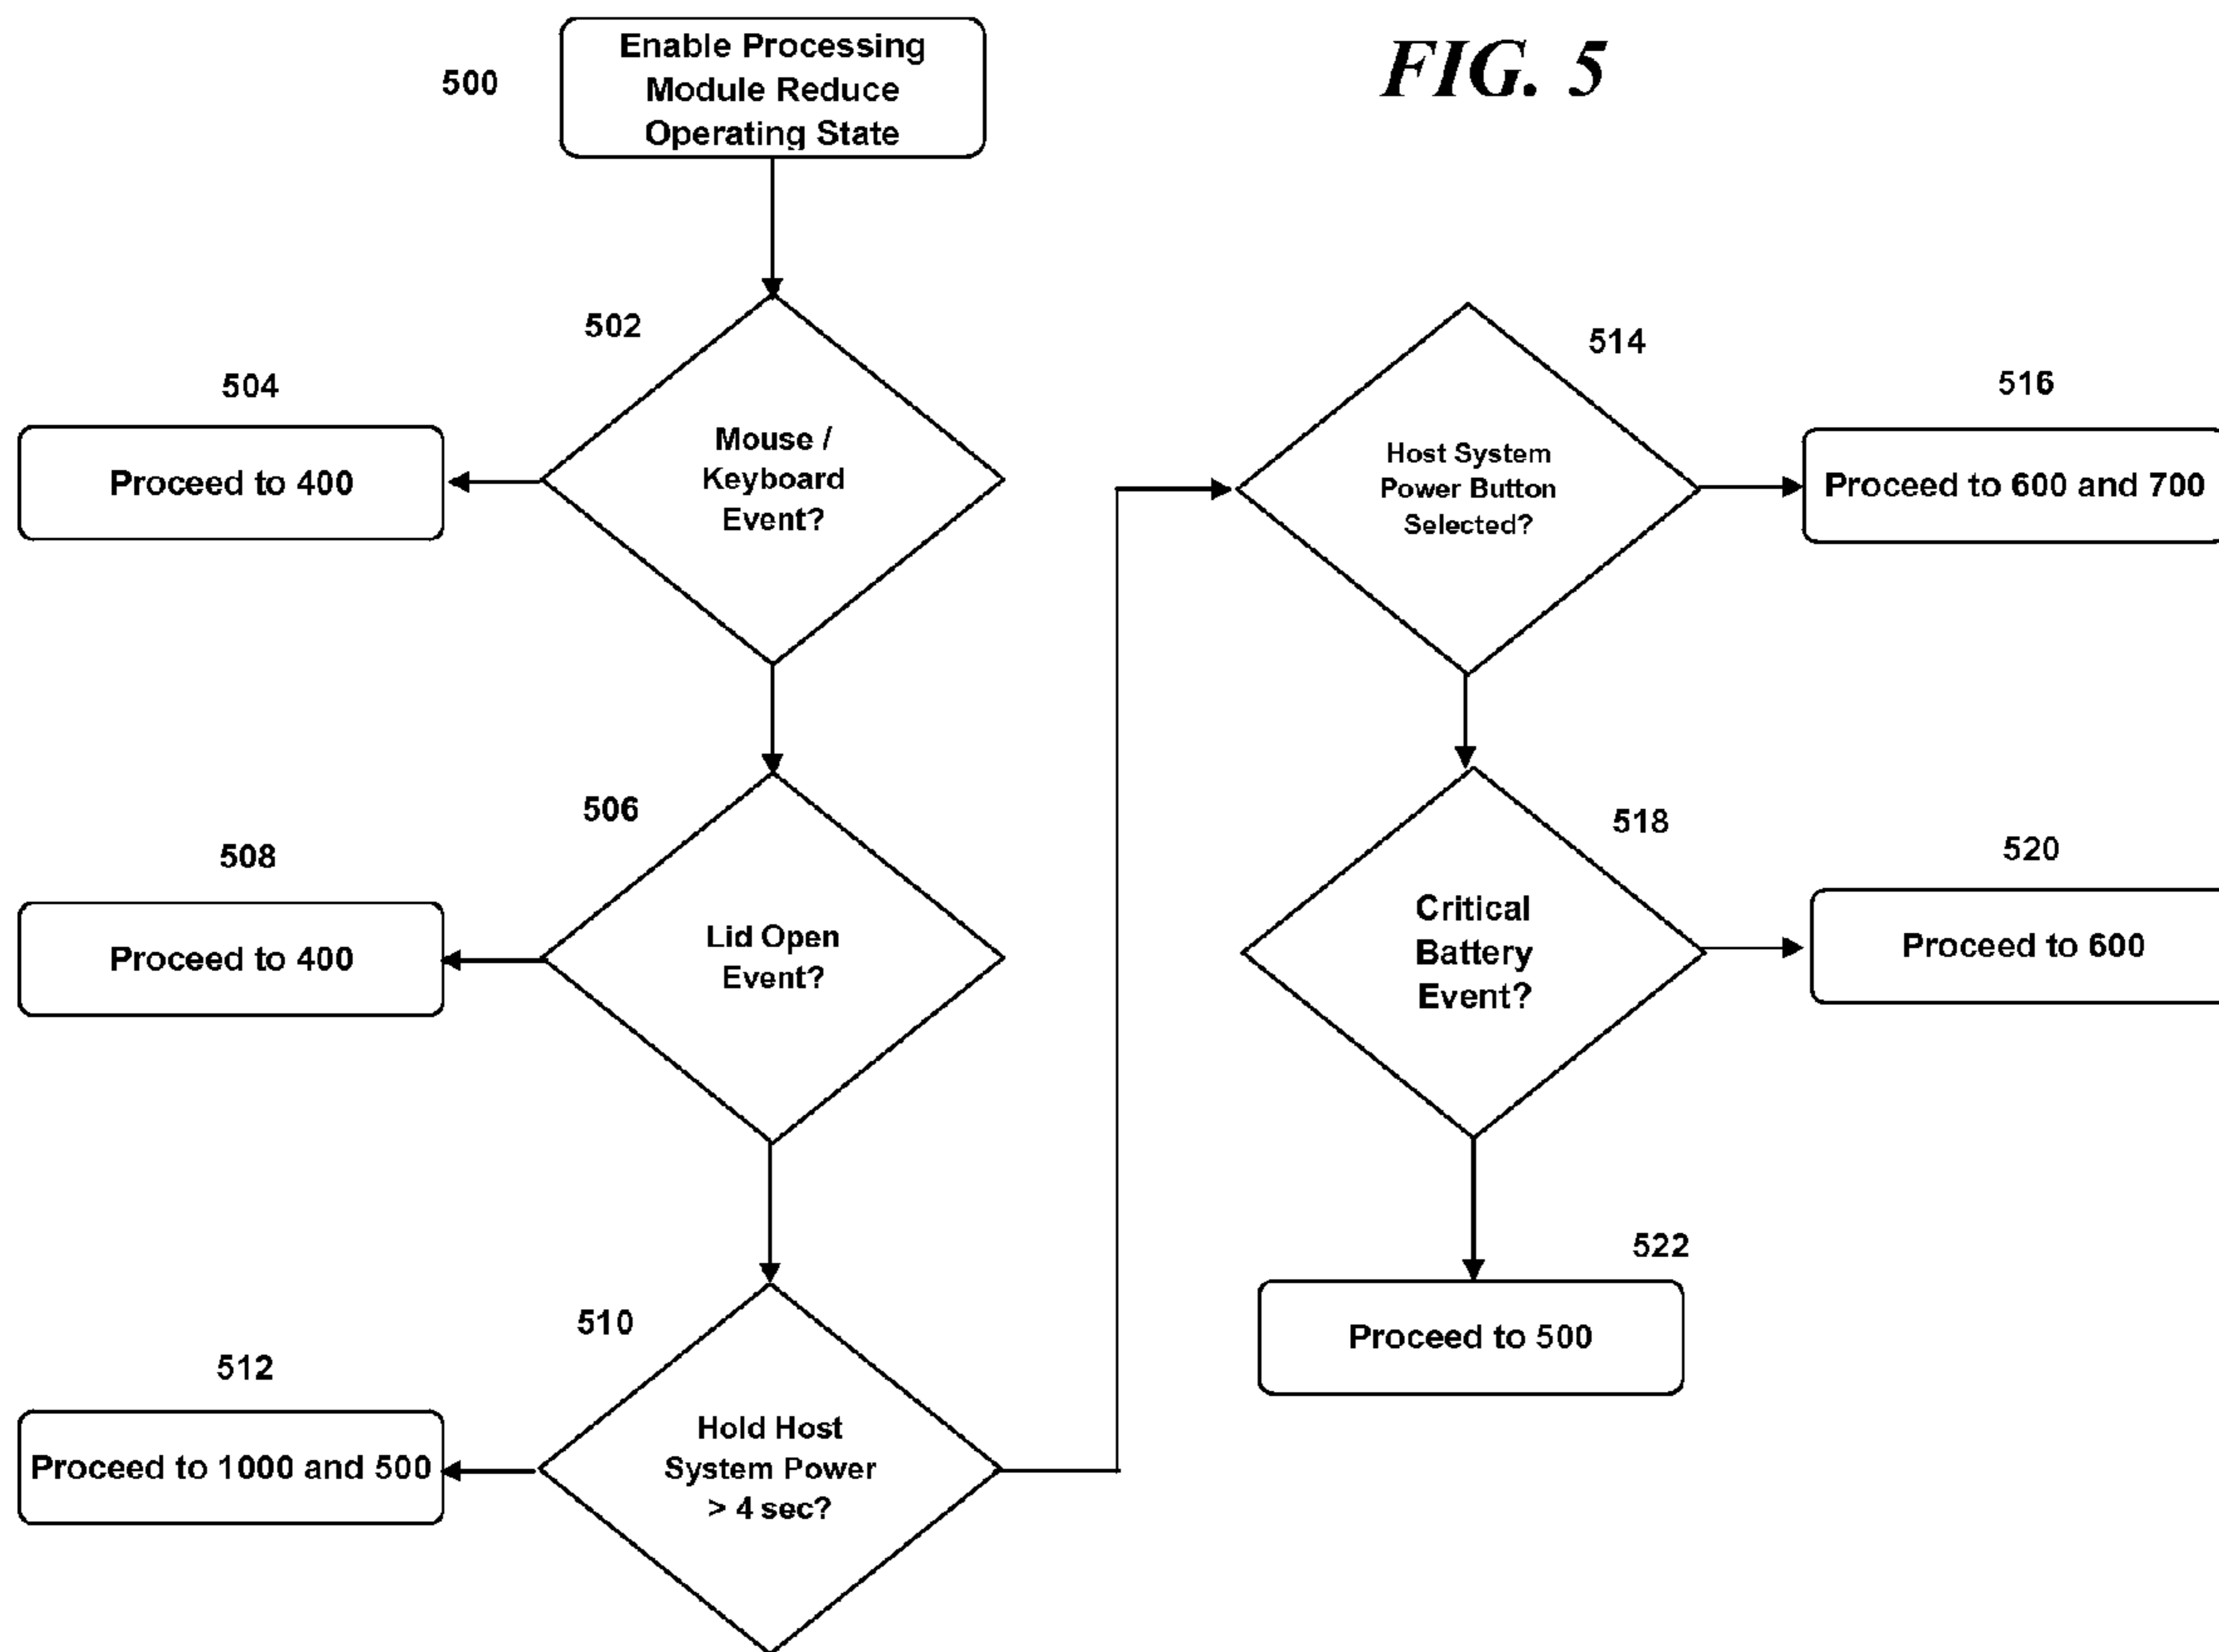 FIG. 5
500
Enable Processing
Module Reduce
Operating State
502
Mouse /
Keyboard
Event?
504
Proceed to 400
506
Lid Open
Event?
508
Proceed to 400
510
Hold Host
System Power
> 4 sec?
512
Proceed to 1000 and 500
514
Host System
Power Button
Selected?
516
Proceed to 600 and 700
518
Critical
Battery
Event?
520
Proceed to 600
522
Proceed to 500